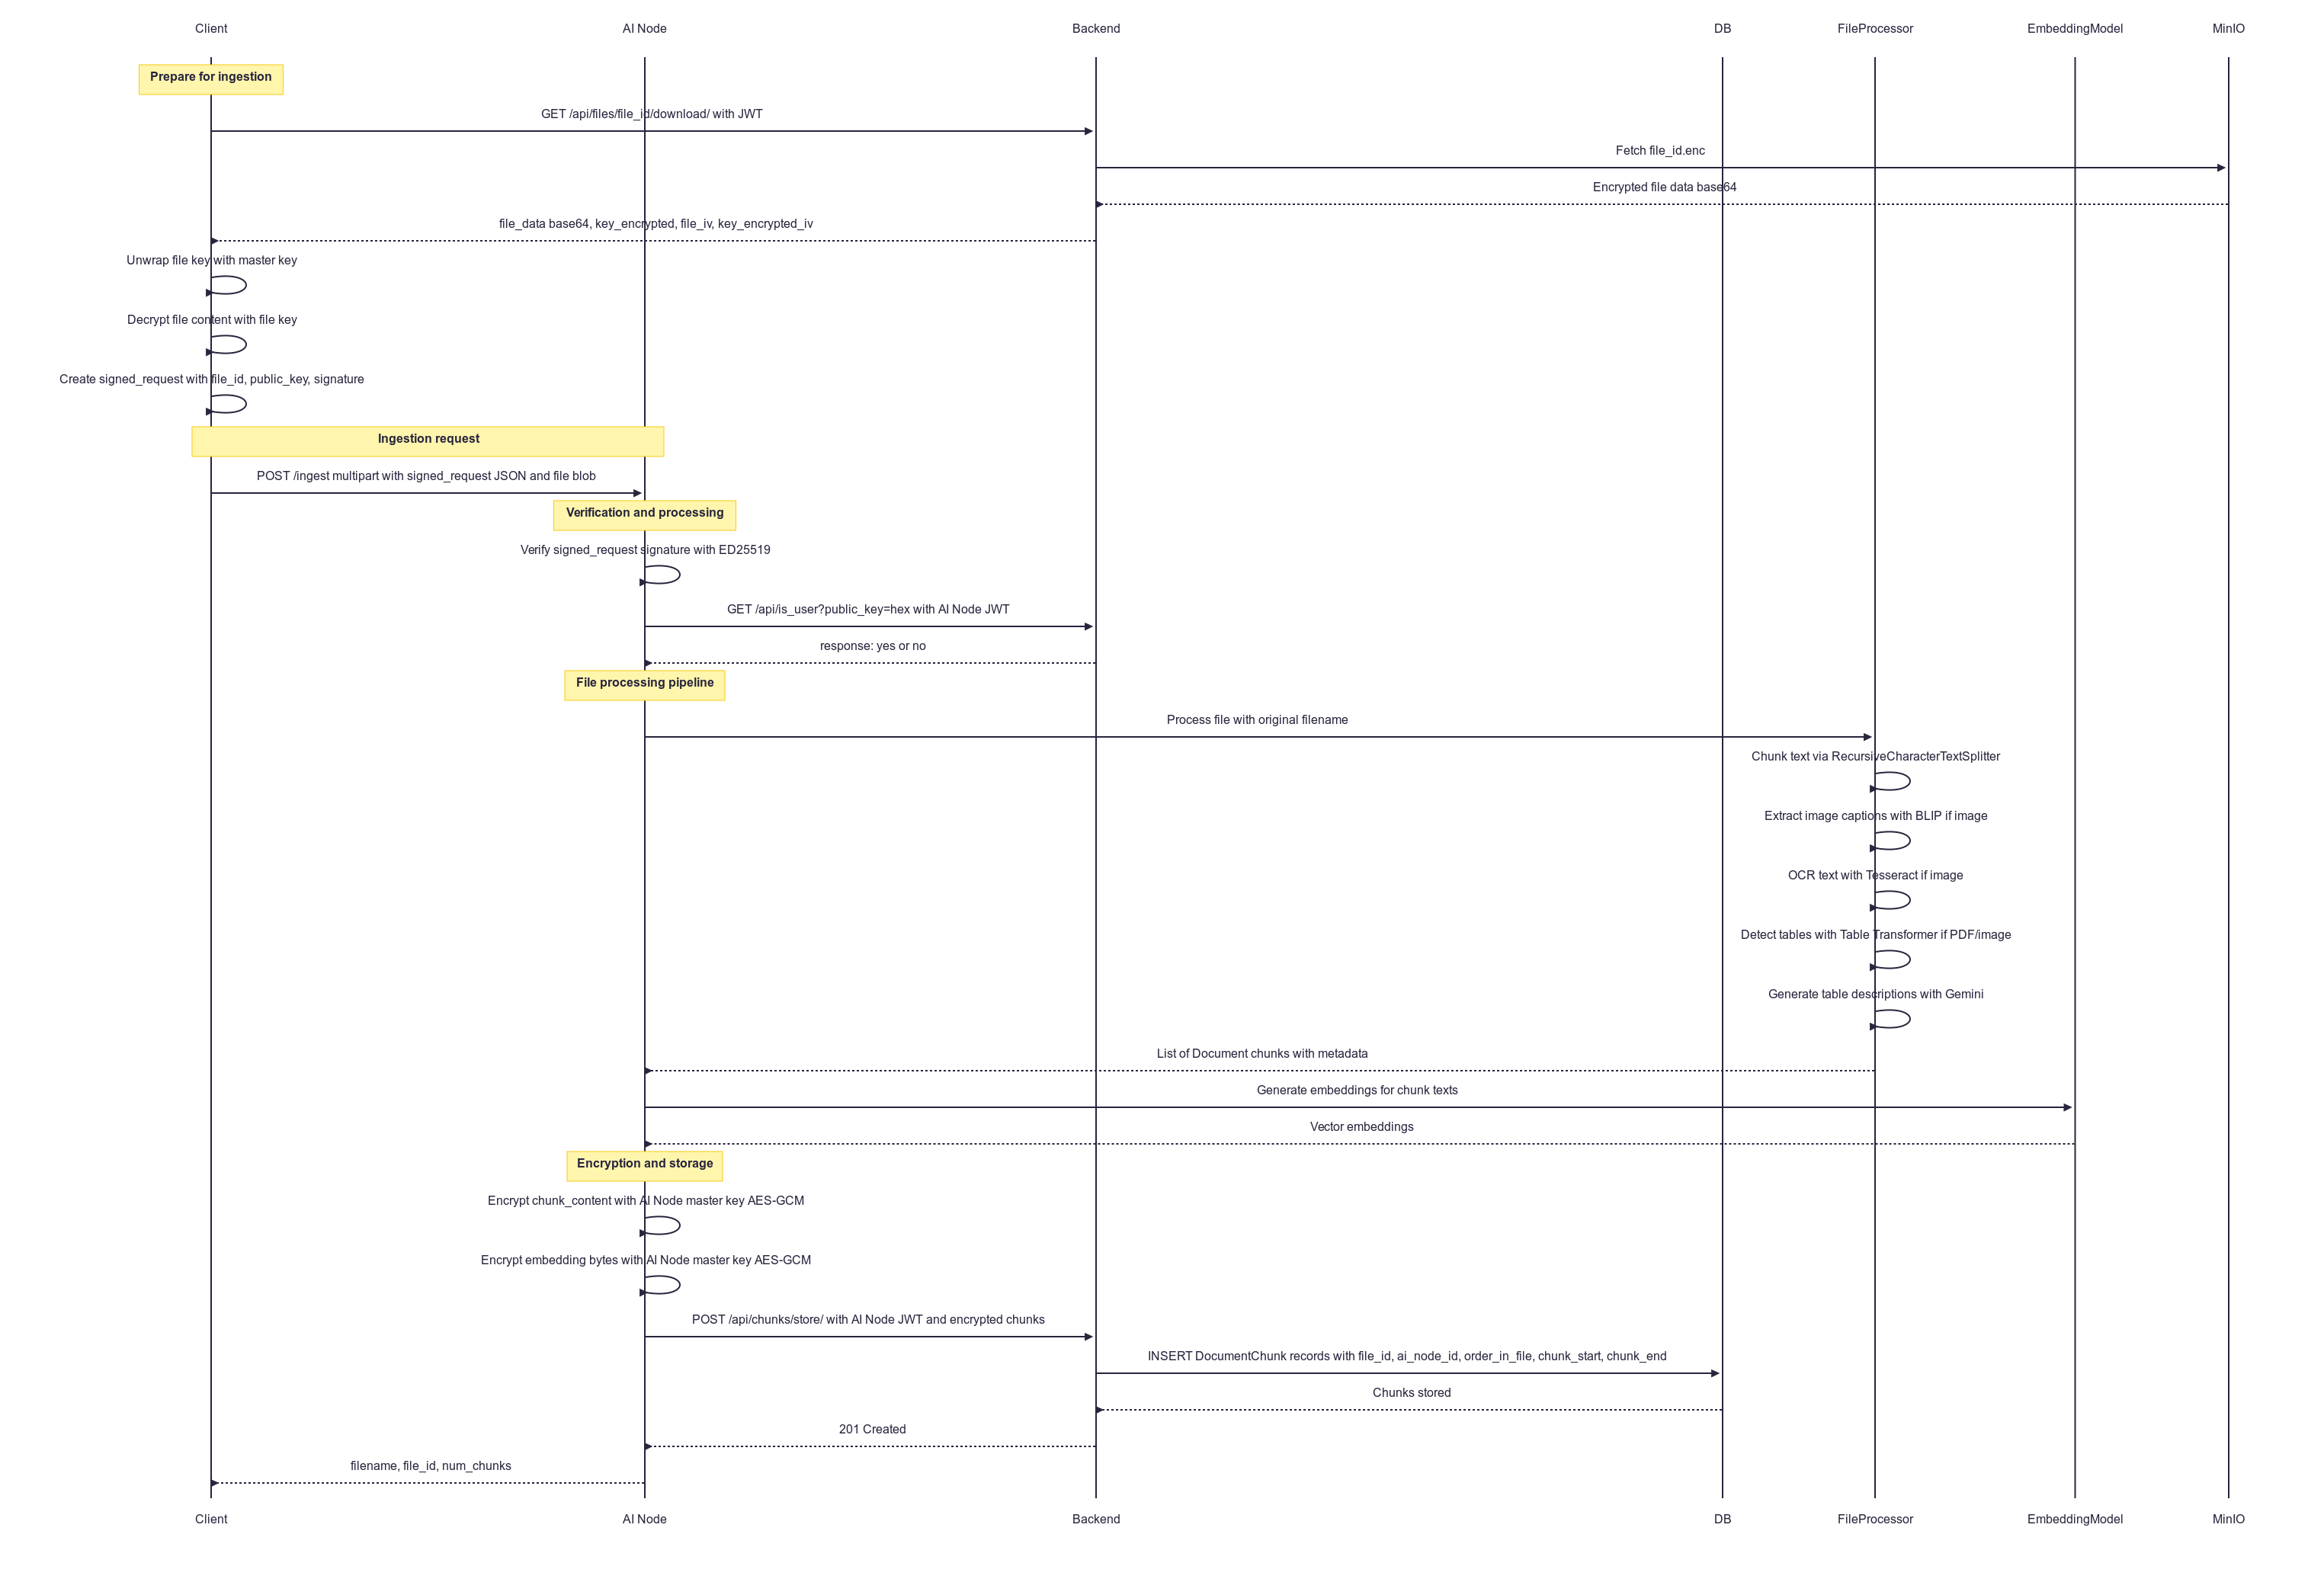 Client
AI Node
Backend
DB
FileProcessor
EmbeddingModel
MinIO
Prepare for ingestion
GET /api/files/file_id/download/ with JWT
Fetch file_id.enc
Encrypted file data base64
file_data base64, key_encrypted, file_iv, key_encrypted_iv
Unwrap file key with master key
Decrypt file content with file key
Create signed_request with file_id, public_key, signature
Ingestion request
POST /ingest multipart with signed_request JSON and file blob
Verification and processing
Verify signed_request signature with ED25519
GET /api/is_user?public_key=hex with AI Node JWT
response: yes or no
File processing pipeline
Process file with original filename
Chunk text via RecursiveCharacterTextSplitter
Extract image captions with BLIP if image
OCR text with Tesseract if image
Detect tables with Table Transformer if PDF/image
Generate table descriptions with Gemini
List of Document chunks with metadata
Generate embeddings for chunk texts
Vector embeddings
Encryption and storage
Encrypt chunk_content with AI Node master key AES-GCM
Encrypt embedding bytes with AI Node master key AES-GCM
POST /api/chunks/store/ with AI Node JWT and encrypted chunks
INSERT DocumentChunk records with file_id, ai_node_id, order_in_file, chunk_start, chunk_end
Chunks stored
201 Created
filename, file_id, num_chunks
Client
AI Node
Backend
DB
FileProcessor
EmbeddingModel
MinIO